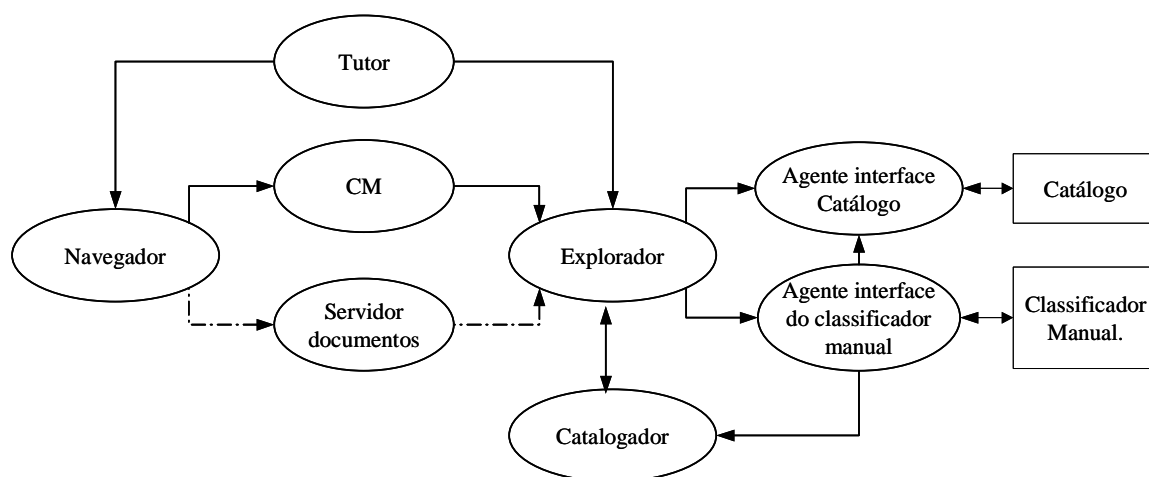 Tutor
CM
Navegador
Servidor
documentos
Explorador
Agente interface
Catálogo
Catálogo
Agente interface
do classificador
manual
Classificador
Manual.
Catalogador